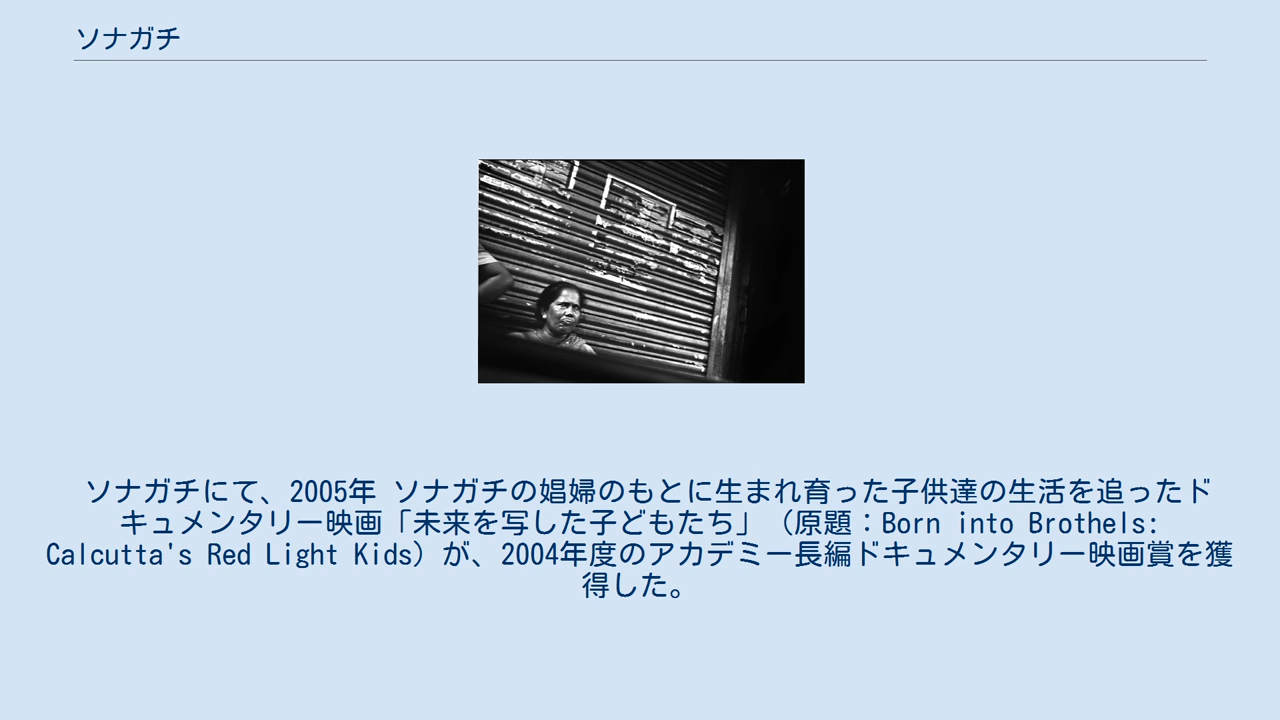 ソナガチ
ソナガチにて、2005年 ソナガチの娼婦のもとに生まれ育った子供達の生活を追ったド
キュメンタリー映画「未来を写した子どもたち」（原題：Born into Brothels:
Calcutta's Red Light Kids）が、2004年度のアカデミー長編ドキュメンタリー映画賞を獲
得した。